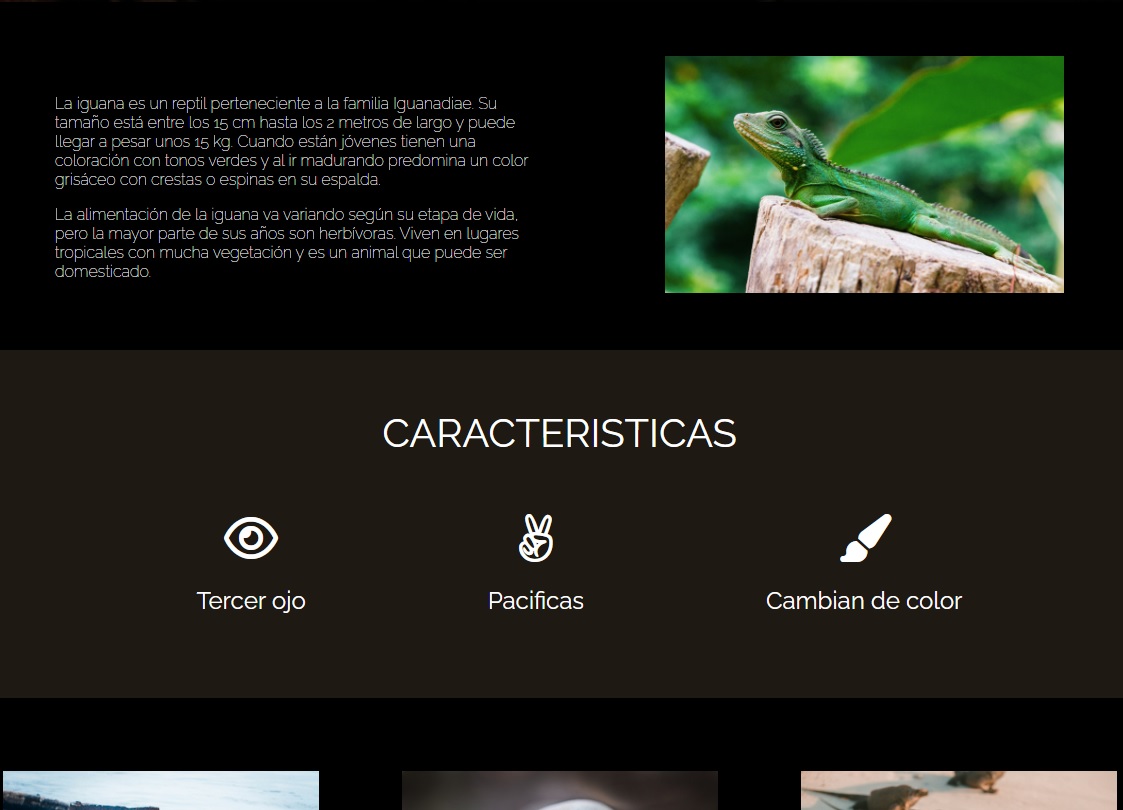 La iguana es un reptil perteneciente a la familia Iguanadiae. Su
tamaño está entre los 15 cm hasta los 2 metros de largo y puede
llegar a pesar unos 15 kg. Cuando están jóvenes tienen una
coloración con tonos verdes y al ir madurando predomina un color
grisáceo con crestas o espinas en su espalda.
La alimentación de la iguana va variando según su etapa de vida,
pero la mayor parte de sus años son herbívoras. Viven en lugares
tropicales con mucha vegetación y es un animal que puede ser
domesticado.
CARACTERISTICAS
Tercer ojo
Pacificas
Cambian de color